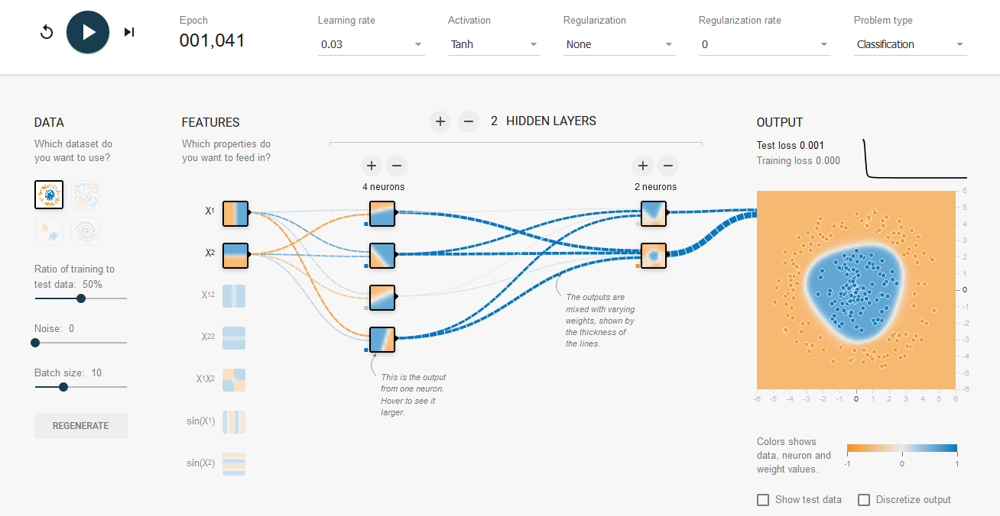 Epoch
001,041
Learning rate
0.03
Activation
Tanh
Regularization
None
Regularization rate
0
Problem type
Classification
DATA
Which dataset do
you want to use?
Ratio of training to
test data: 50%
Noise: 0
Batch size: 10
REGENERATE
FEATURES
Which properties do
you want to feed in?
X1
X2
X12
X22
X1X2
sin(X1)
sin(X2)
2 HIDDEN LAYERS
4 neurons
2 neurons
This is the output
from one neuron.
Hover to see it
larger.
The outputs are
mixed with varying
weights, shown by
the thickness of
the lines.
OUTPUT
Test loss 0.001
Training loss 0.000
6
5
4
3
2
1
0
-1
-2
-3
-4
-5
-6
-6 -5 -4 -3 -2 -1 0 1 2 3 4 5 6
Colors shows
data, neuron and
weight values.
-1 0 1
Show test data
Discretize output